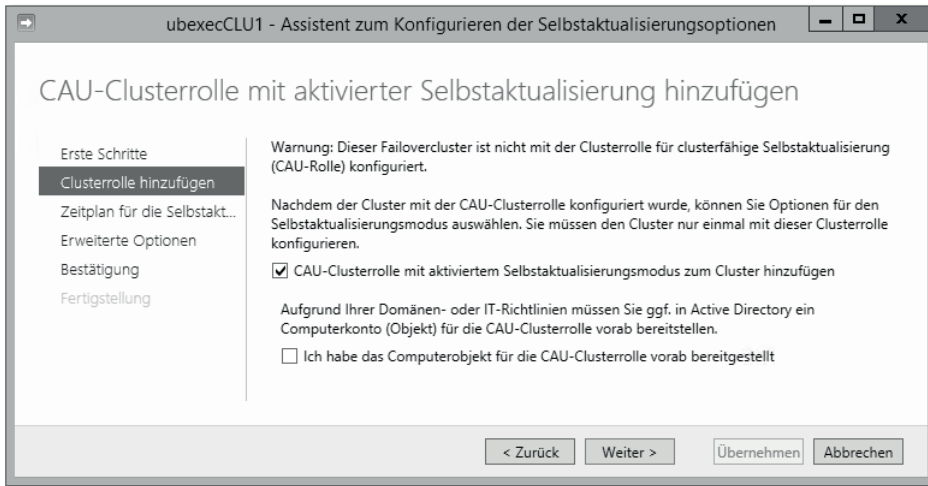 ubexecCLU1 - Assistent zum Konfigurieren der Selbstaktualisierungsoptionen
CAU-Clusterrolle mit aktivierter Selbstaktualisierung hinzufügen
Erste Schritte
Clusterrolle hinzufügen
Zeitplan für die Selbstakt...
Erweiterte Optionen
Bestätigung
Fertigstellung
Warnung: Dieser Failovercluster ist nicht mit der Clusterrolle für clusterfähige Selbstaktualisierung
(CAU-Rolle) konfiguriert.
Nachdem der Cluster mit der CAU-Clusterrolle konfiguriert wurde, können Sie Optionen für den
Selbstaktualisierungsmodus auswählen. Sie müssen den Cluster nur einmal mit dieser Clusterrolle
konfigurieren.
CAU-Clusterrolle mit aktiviertem Selbstaktualisierungsmodus zum Cluster hinzufügen
Aufgrund Ihrer Domänen- oder IT-Richtlinien müssen Sie ggf. in Active Directory ein
Computerkonto (Objekt) für die CAU-Clusterrolle vorab bereitstellen.
Ich habe das Computerobjekt für die CAU-Clusterrolle vorab bereitgestellt
< Zurück
Weiter >
Übernehmen
Abbrechen